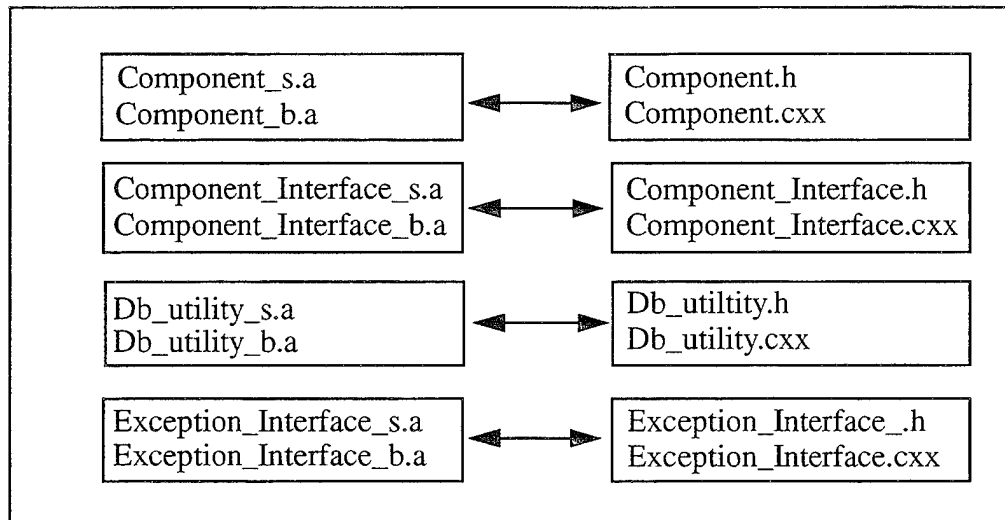 Component_s.a
Component_b.a
Component.h
Component.cxx
Component_Interface_s.a
Component_Interface_b.a
Component_Interface.h
Component_Interface.cxx
Db_utility_s.a
Db_utility_b.a
Db_utiltity.h
Db_utility.cxx
Exception_Interface_s.a
Exception_Interface_b.a
Exception_Interface_.h
Exception_Interface.cxx